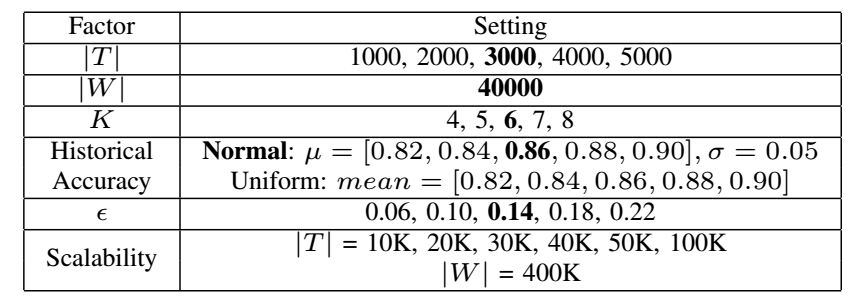 Factor Setting
|T| 1000, 2000, 3000, 4000, 5000
|W| 40000
K 4, 5, 6, 7, 8
Historical Normal: μ = [0.82, 0.84, 0.86, 0.88, 0.90], σ = 0.05
Accuracy Uniform: mean = [0.82, 0.84, 0.86, 0.88, 0.90]
ϵ 0.06, 0.10, 0.14, 0.18, 0.22
Scalability |T| = 10K, 20K, 30K, 40K, 50K, 100K
|W| = 400K